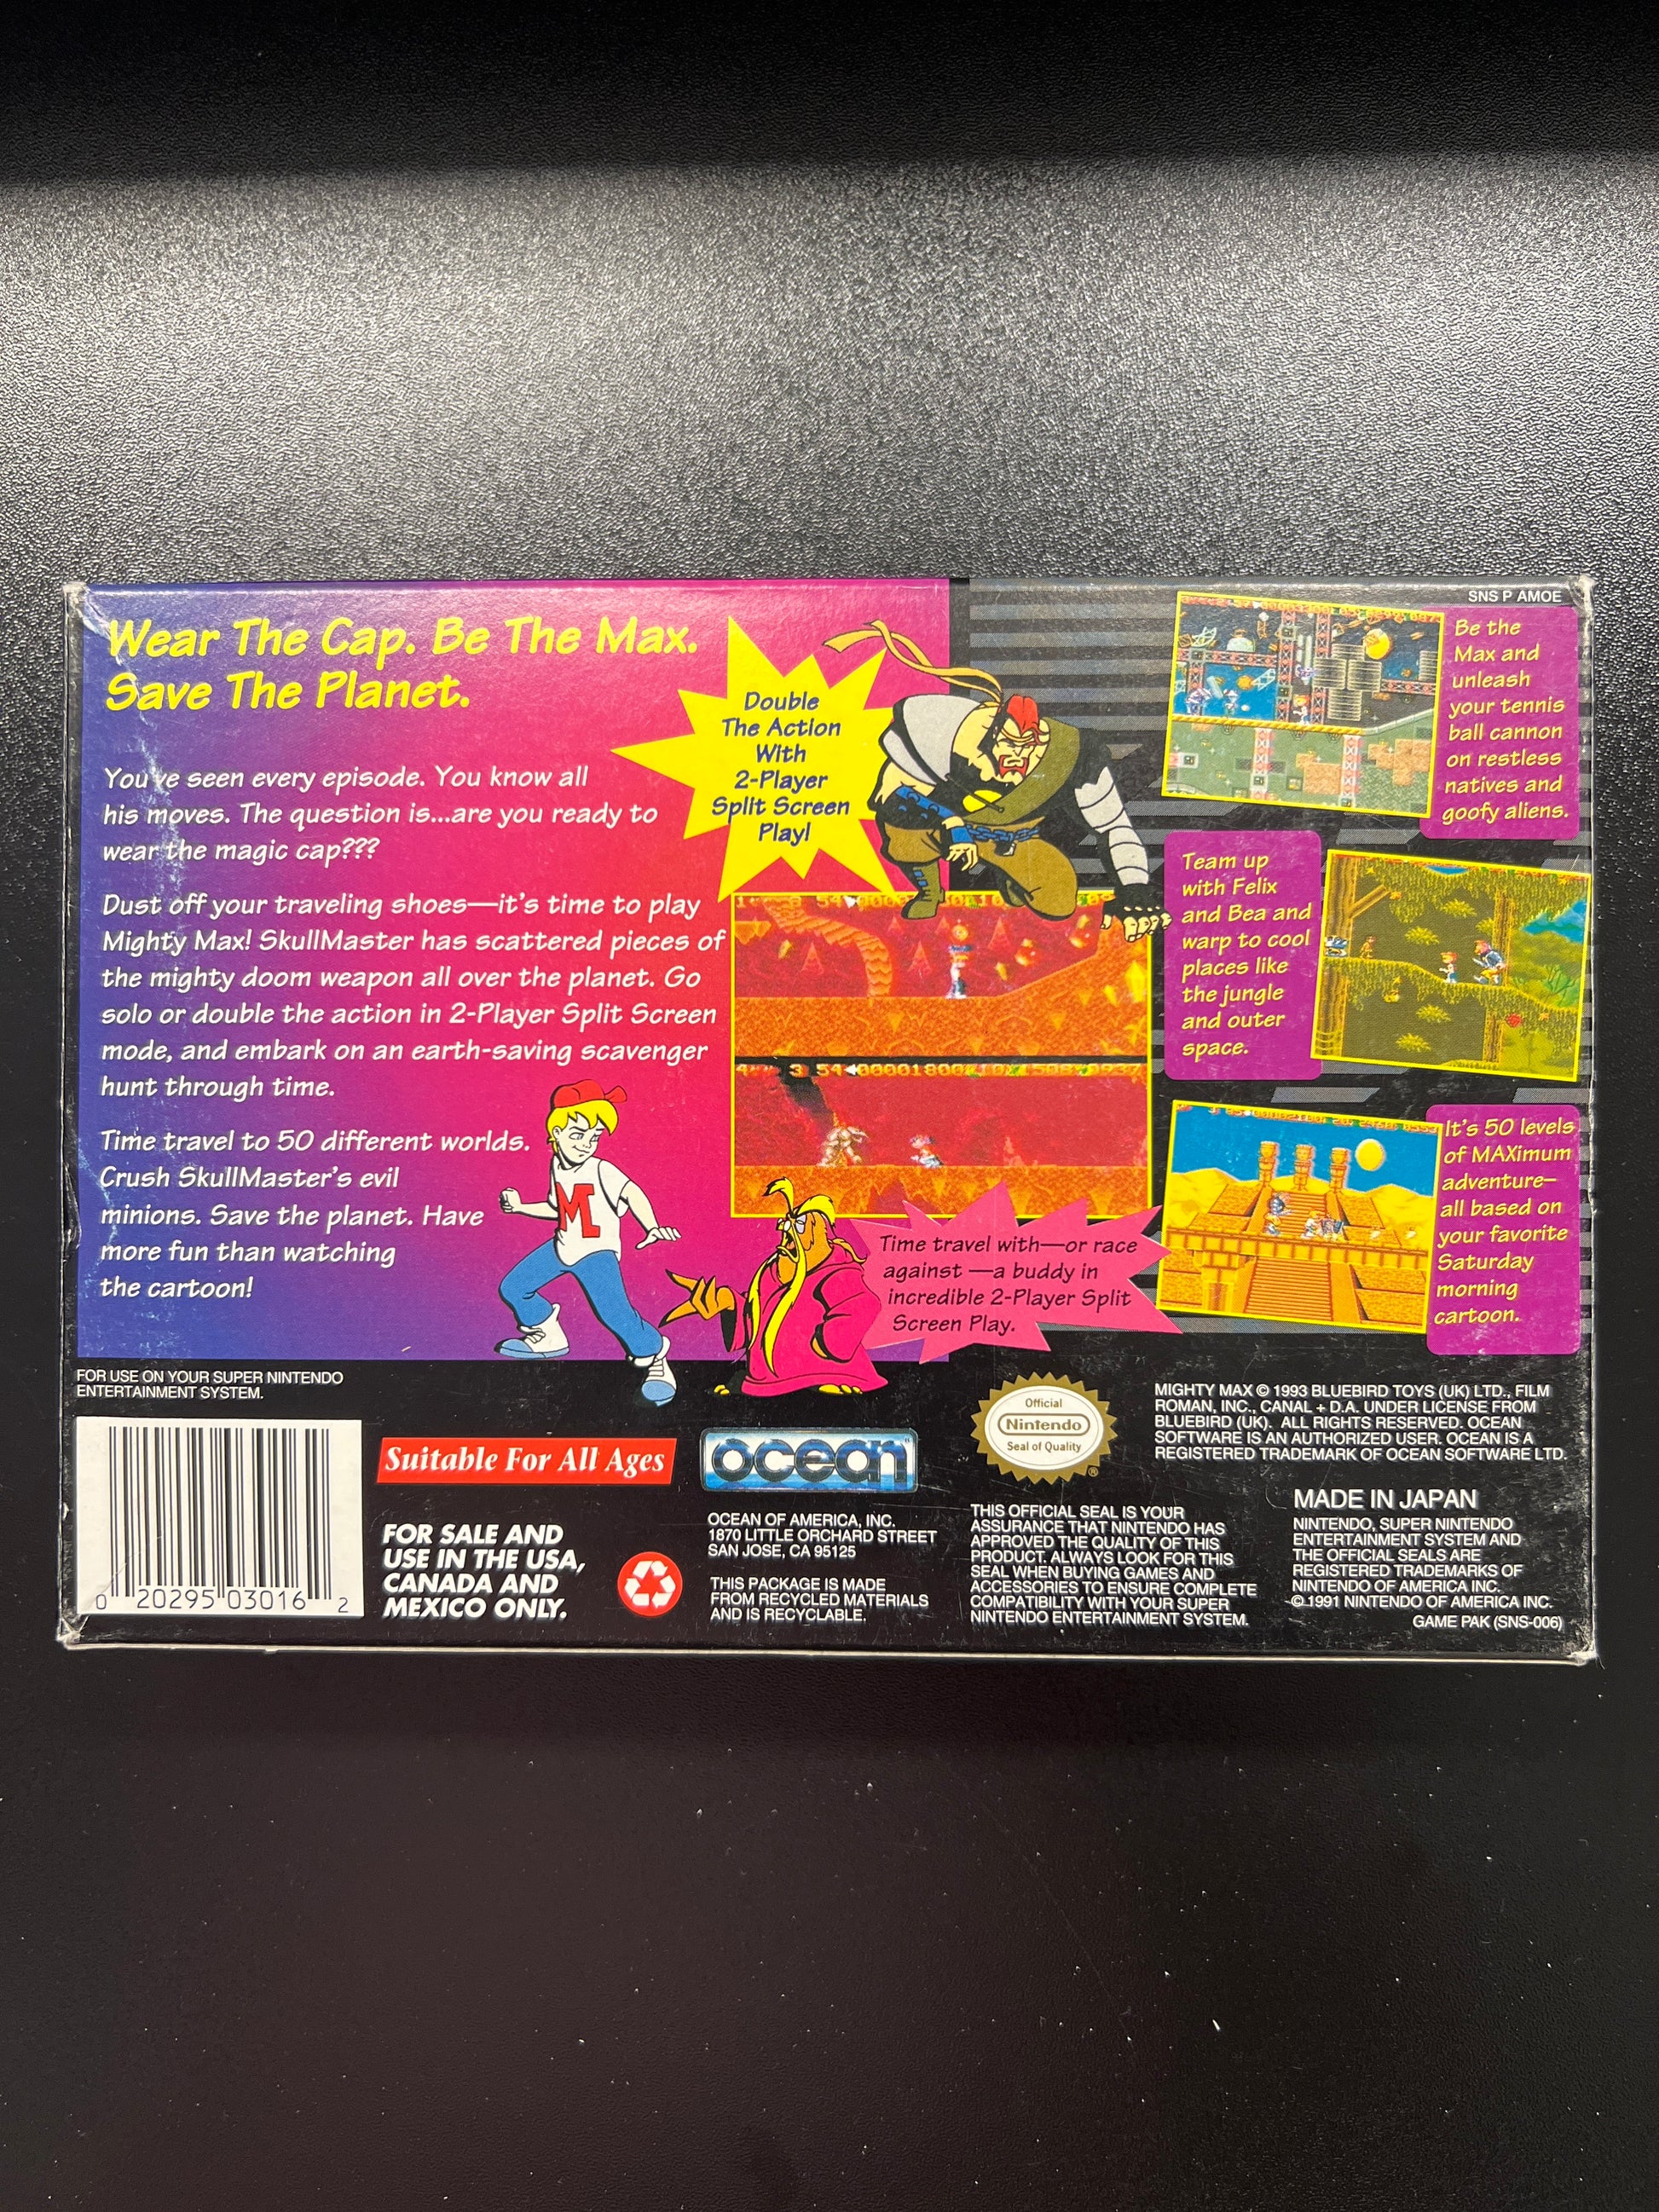 SNS P AMOE
Wear The Cap. Be The Max.
Save The Planet.
You've seen every episode. You know all
his moves. The question is...are you ready to
wear the magic cap???
Dust off your traveling shoes—it's time to play
Mighty Max! SkullMaster has scattered pieces of
the mighty doom weapon all over the planet. Go
solo or double the action in 2-Player Split Screen
mode, and embark on an earth-saving scavenger
hunt through time.
Time travel to 50 different worlds.
Crush SkullMaster's evil
minions. Save the planet. Have
more fun than watching
the cartoon!
M
Double
The Action
With
2-Player
Split Screen
Play!
Time travel with—or race
against —a buddy in
incredible 2-Player Split
Screen Play.
Be the
Max and
unleash
your tennis
ball cannon
on restless
natives and
goofy aliens.
Team up
with Felix
and Bea and
warp to cool
places like
the jungle
and outer
space.
It's 50 levels
of MAXimum
adventure—
all based on
your favorite
Saturday
morning
cartoon.
FOR USE ON YOUR SUPER NINTENDO
ENTERTAINMENT SYSTEM.
0 20295 03016 2
Suitable For All Ages
FOR SALE AND
USE IN THE USA,
CANADA AND
MEXICO ONLY.
ocean
OCEAN OF AMERICA, INC.
1870 LITTLE ORCHARD STREET
SAN JOSE, CA 95125
THIS PACKAGE IS MADE
FROM RECYCLED MATERIALS
AND IS RECYCLABLE.
Official
Nintendo
Seal of Quality
®
THIS OFFICIAL SEAL IS YOUR
ASSURANCE THAT NINTENDO HAS
APPROVED THE QUALITY OF THIS
PRODUCT. ALWAYS LOOK FOR THIS
SEAL WHEN BUYING GAMES AND
ACCESSORIES TO ENSURE COMPLETE
COMPATIBILITY WITH YOUR SUPER
NINTENDO ENTERTAINMENT SYSTEM.
MIGHTY MAX © 1993 BLUEBIRD TOYS (UK) LTD., FILM
ROMAN, INC., CANAL + D.A. UNDER LICENSE FROM
BLUEBIRD (UK). ALL RIGHTS RESERVED. OCEAN
SOFTWARE IS AN AUTHORIZED USER. OCEAN IS A
REGISTERED TRADEMARK OF OCEAN SOFTWARE LTD.
MADE IN JAPAN
NINTENDO, SUPER NINTENDO
ENTERTAINMENT SYSTEM AND
THE OFFICIAL SEALS ARE
REGISTERED TRADEMARKS OF
NINTENDO OF AMERICA INC.
© 1991 NINTENDO OF AMERICA INC.
GAME PAK (SNS-006)